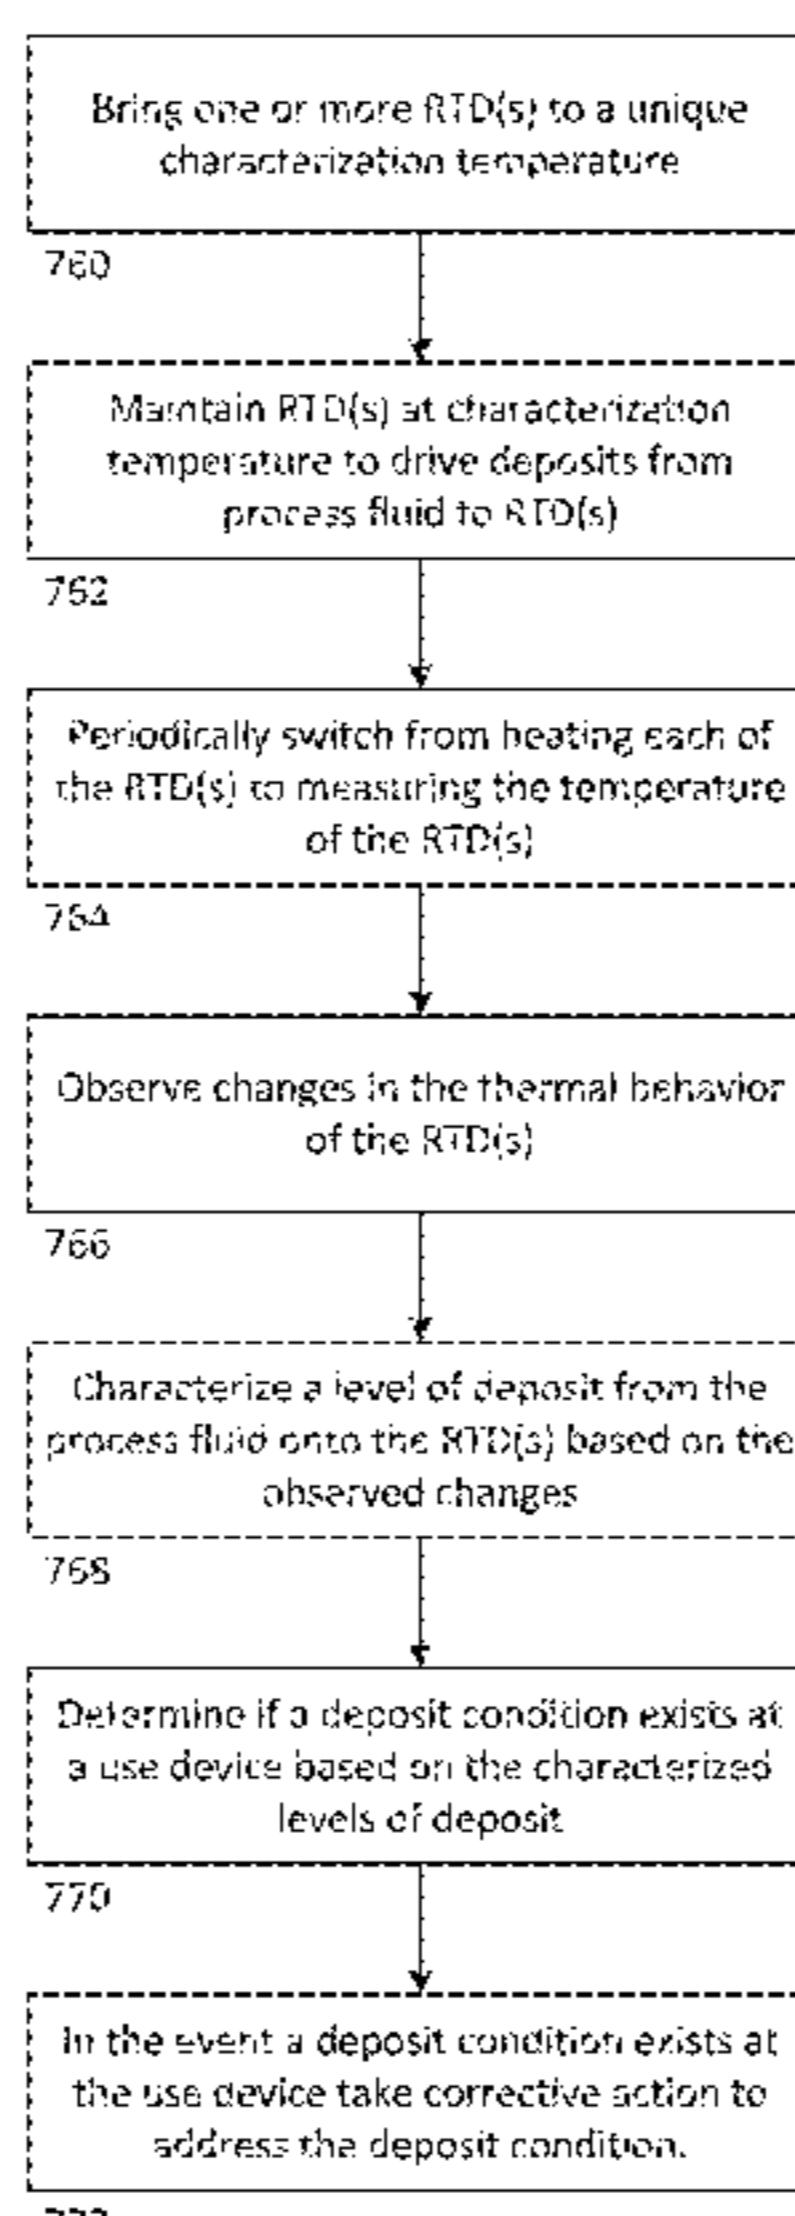 Bring one or more RTD(s) to a unique
characterization temperature
760
Maintain RTD(s) at characterization
temperature to drive deposits from
process fluid to RTD(s)
762
Periodically switch from heating each of
the RTD(s) to measuring the temperature
of the RTD(s)
764
Observe changes in the thermal behavior
of the RTD(s)
766
Characterize a level of deposit from the
process fluid onto the RTD(s) based on the
observed changes
768
Determine if a deposit condition exists at
a use device based on the characterized
levels of deposit
770
In the event a deposit condition exists at
the use device take corrective action to
address the deposit condition.